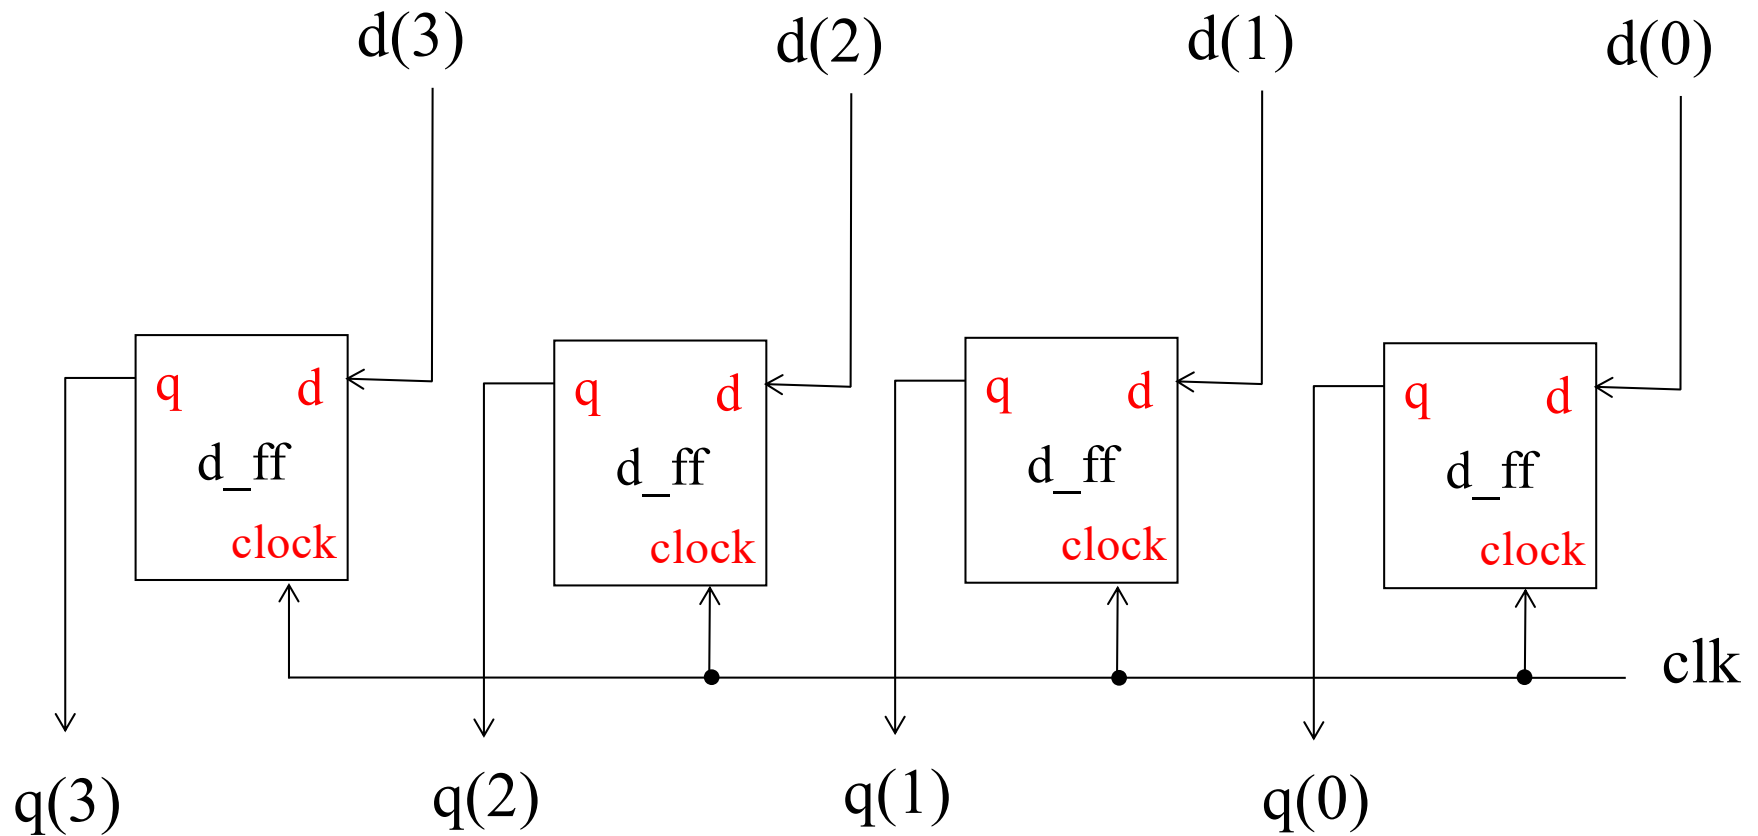 d(3) d(2) d(1) d(0)
q d q d q d q d
d_ff d_ff d_ff d_ff
clock clock clock clock
clk
q(3) q(2) q(1) q(0)